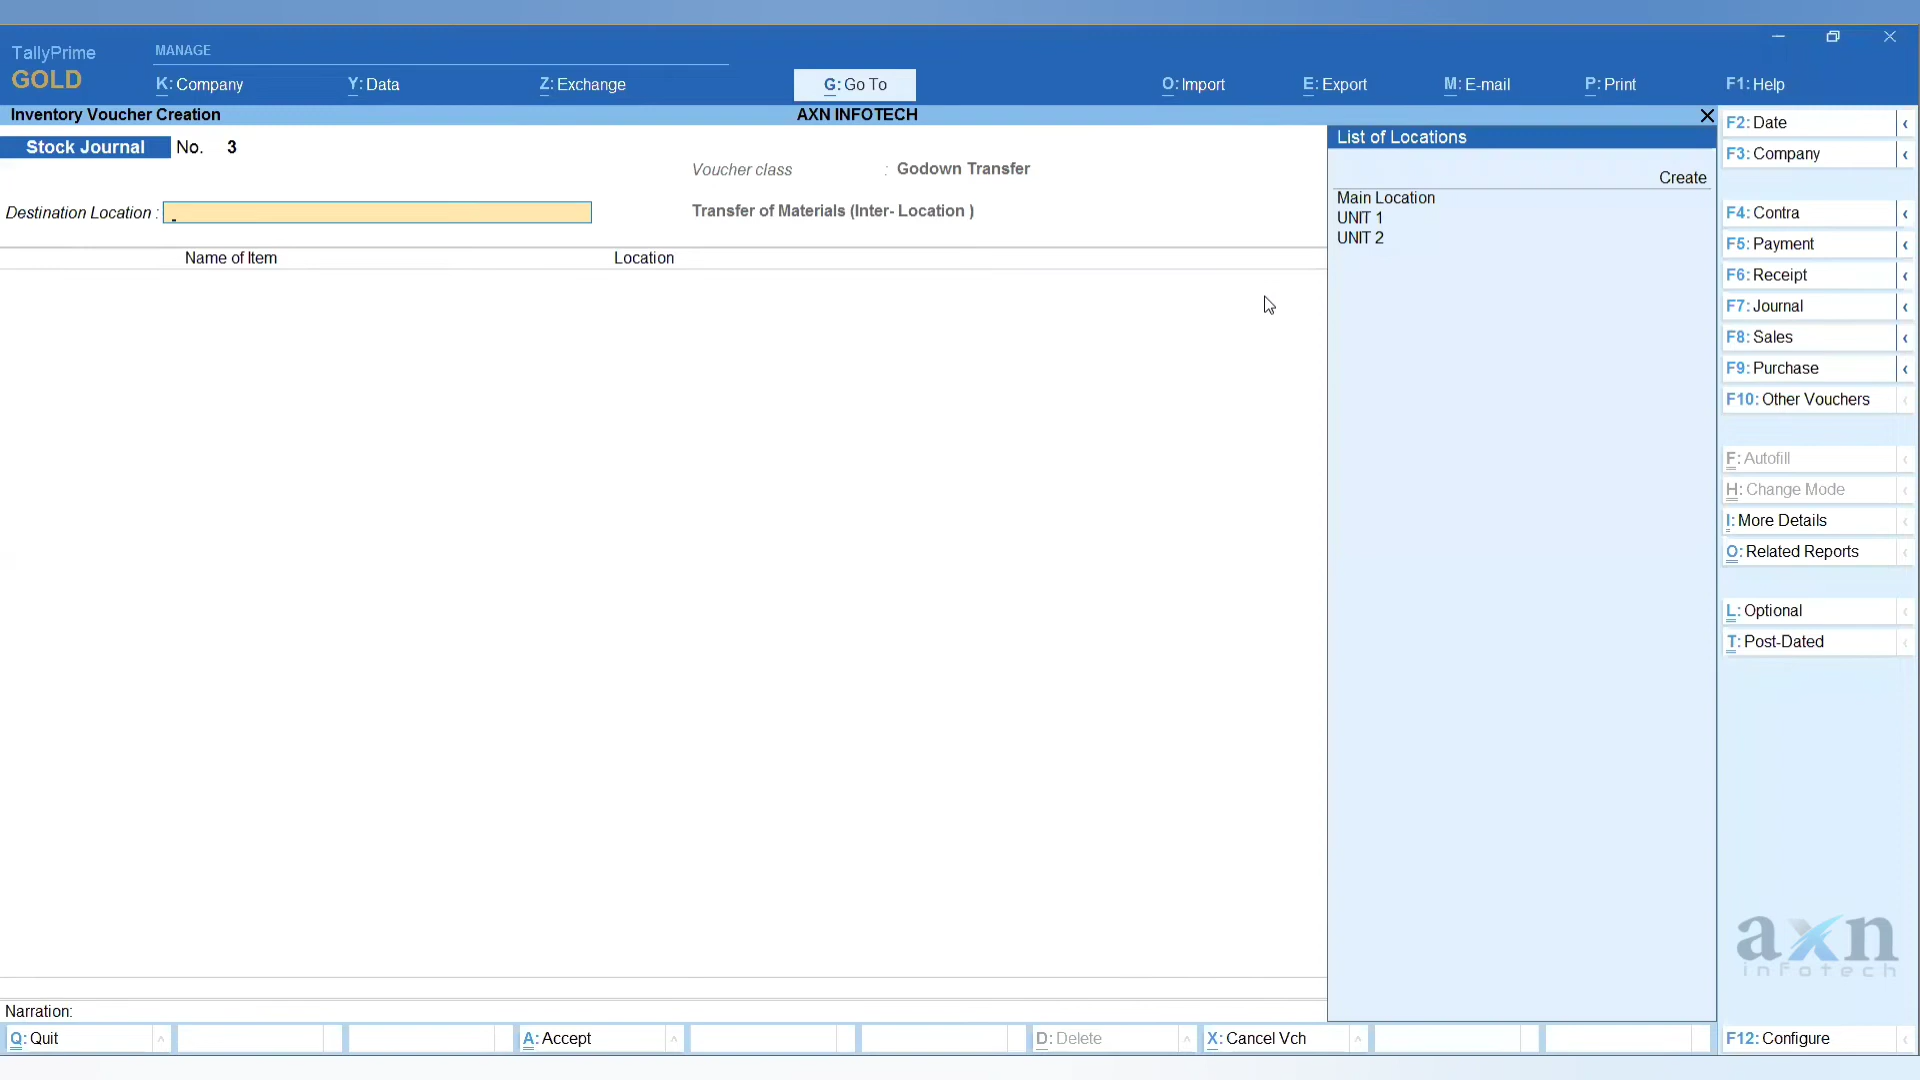 TallyPrime
GOLD
MANAGE
K: Company
Y: Data
Z: Exchange
G: Go To
O: Import
E: Export
M: E-mail
P: Print
F1: Help
Inventory Voucher Creation
AXN INFOTECH
Stock Journal No. 3
Voucher class : Godown Transfer
Destination Location :
Transfer of Materials (Inter- Location )
Name of Item
Location
List of Locations
Create
Main Location
UNIT 1
UNIT 2
F2: Date
F3: Company
F4: Contra
F5: Payment
F6: Receipt
F7: Journal
F8: Sales
F9: Purchase
F10: Other Vouchers
F: Autofill
H: Change Mode
I: More Details
O: Related Reports
L: Optional
T: Post-Dated
axn
infotech
Narration:
Q: Quit
A: Accept
D: Delete
X: Cancel Vch
F12: Configure